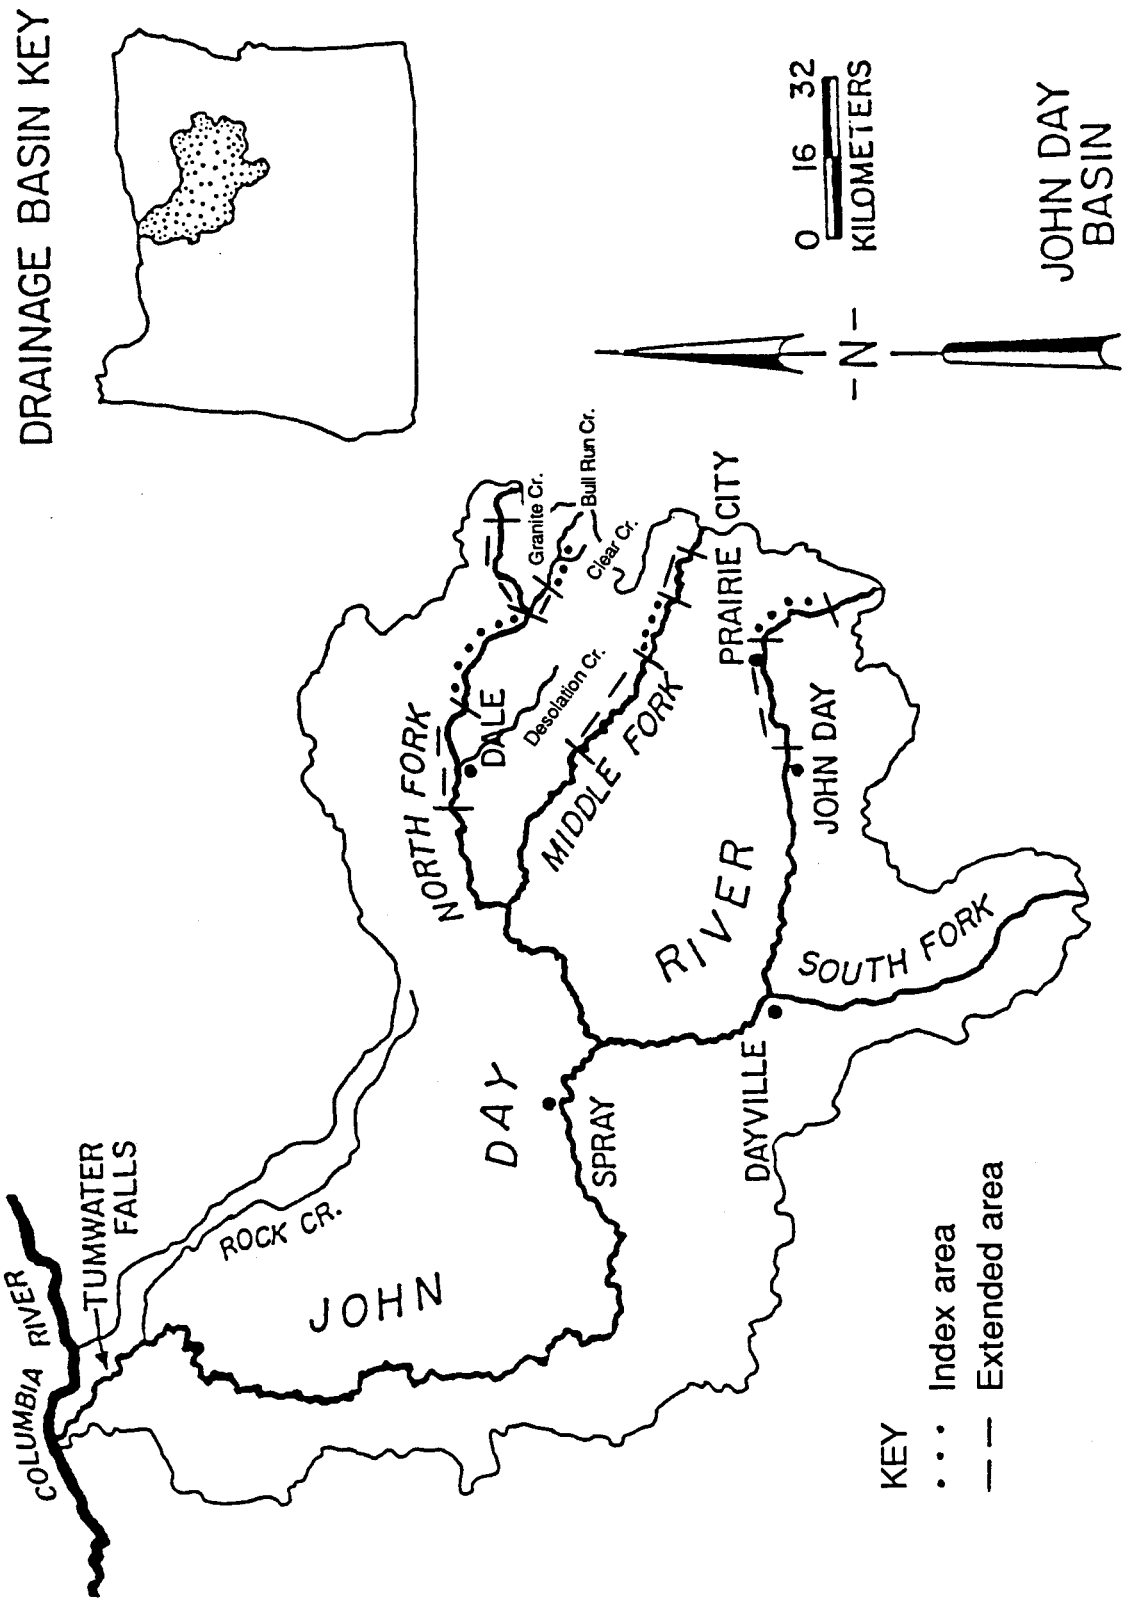 DRAINAGE BASIN KEY
COLUMBIA RIVER
TUMWATER
FALLS
ROCK CR.
JOHN
DAY
RIVER
NORTH FORK
DALE
Desolation Cr.
Granite Cr.
Bull Run Cr.
Clear Cr.
MIDDLE FORK
PRAIRIE CITY
JOHN DAY
SOUTH FORK
DAYVILLE
SPRAY
KEY
Index area
Extended area
-N-
0 16 32
KILOMETERS
JOHN DAY
BASIN